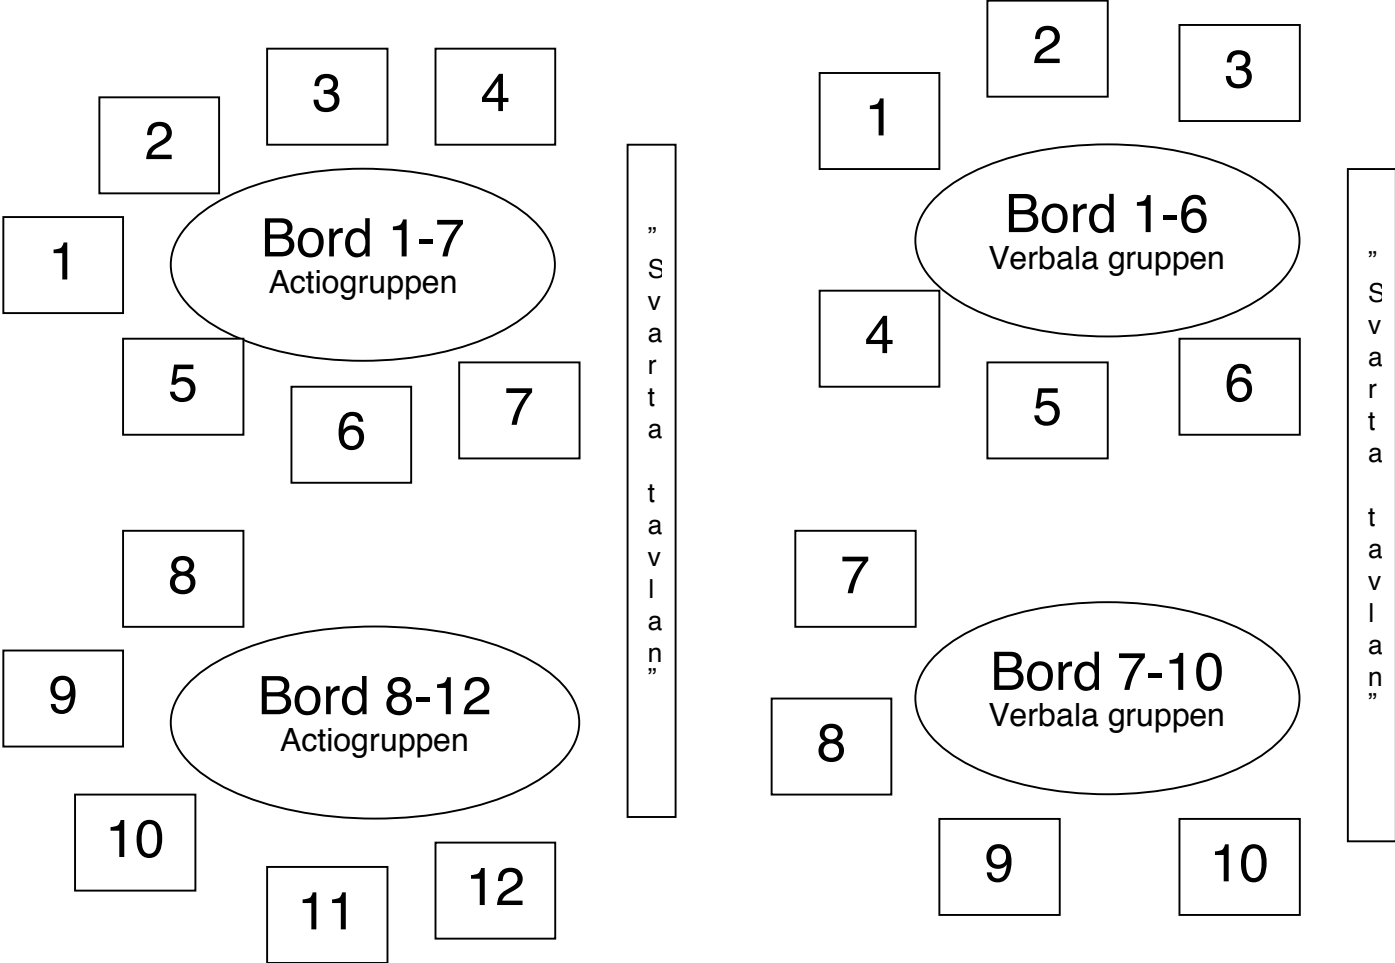 3
4
2
1
Bord 1-7
Actiogruppen
5
6
7
8
9
Bord 8-12
Actiogruppen
10
11
12
”Svarta tavlan”
2
3
1
Bord 1-6
Verbala gruppen
4
5
6
7
8
Bord 7-10
Verbala gruppen
9
10
”Svarta tavlan”